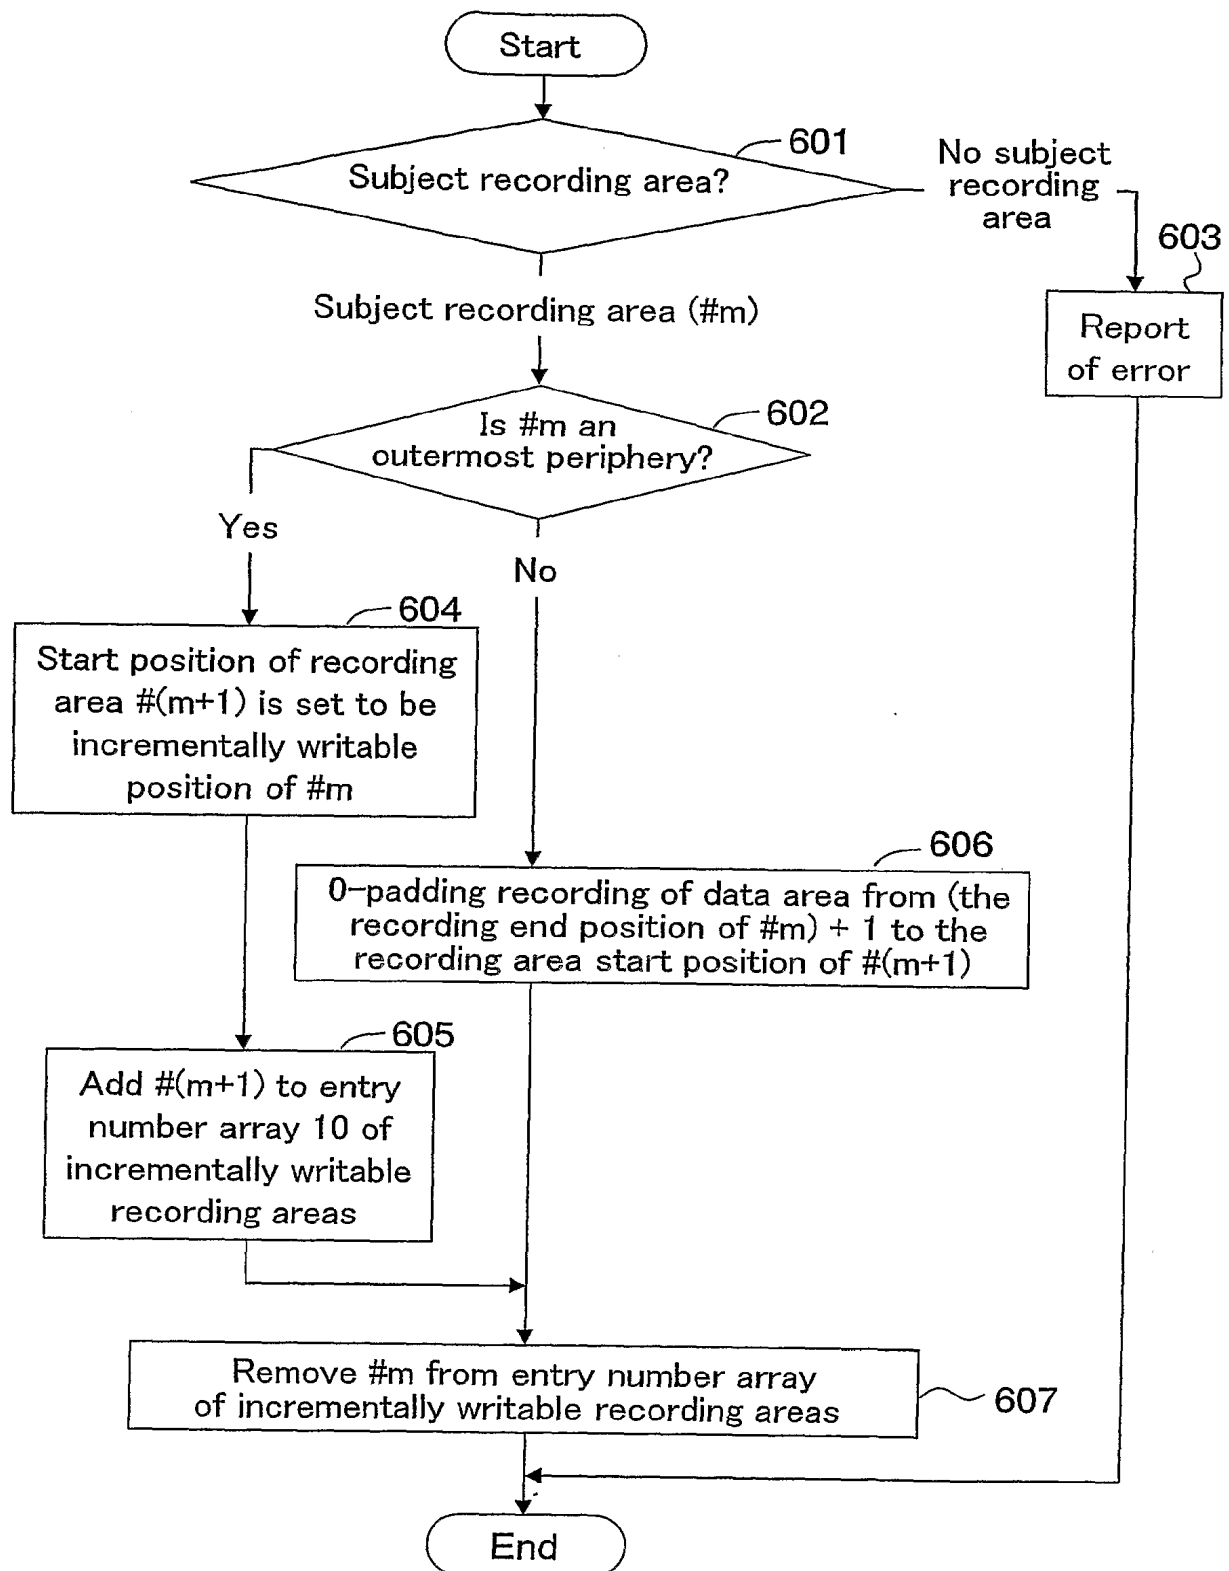 Start
601
Subject recording area?
No subject
recording
area
603
Report
of error
Subject recording area (#m)
602
Is #m an
outermost periphery?
Yes
No
604
Start position of recording
area #(m+1) is set to be
incrementally writable
position of #m
606
0-padding recording of data area from (the
recording end position of #m) + 1 to the
recording area start position of #(m+1)
605
Add #(m+1) to entry
number array 10 of
incrementally writable
recording areas
Remove #m from entry number array
of incrementally writable recording areas
607
End